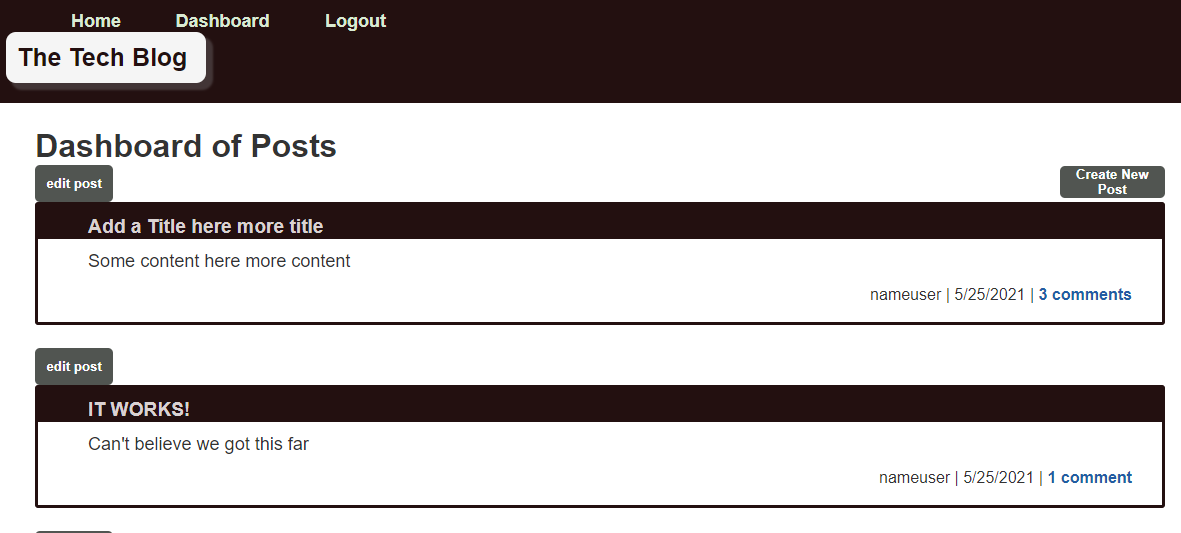 Home Dashboard Logout
The Tech Blog
Dashboard of Posts
edit post
Create New
Post
Add a Title here more title
Some content here more content
nameuser | 5/25/2021 | 3 comments
edit post
IT WORKS!
Can't believe we got this far
nameuser | 5/25/2021 | 1 comment